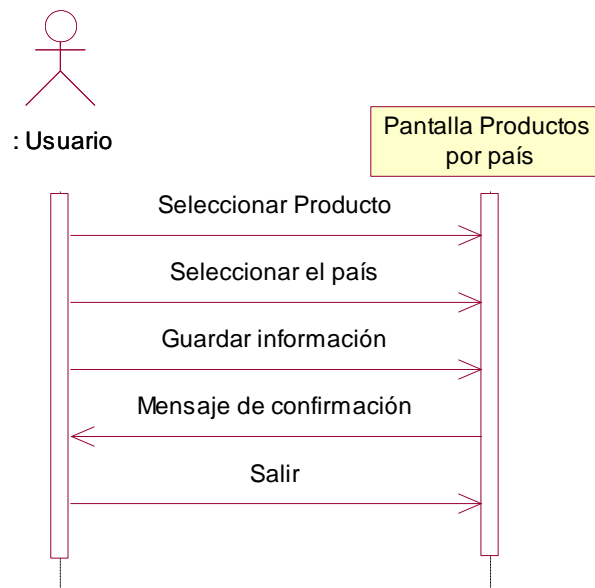 : Usuario
Pantalla Productos
por país
Seleccionar Producto
Seleccionar el país
Guardar información
Mensaje de confirmación
Salir